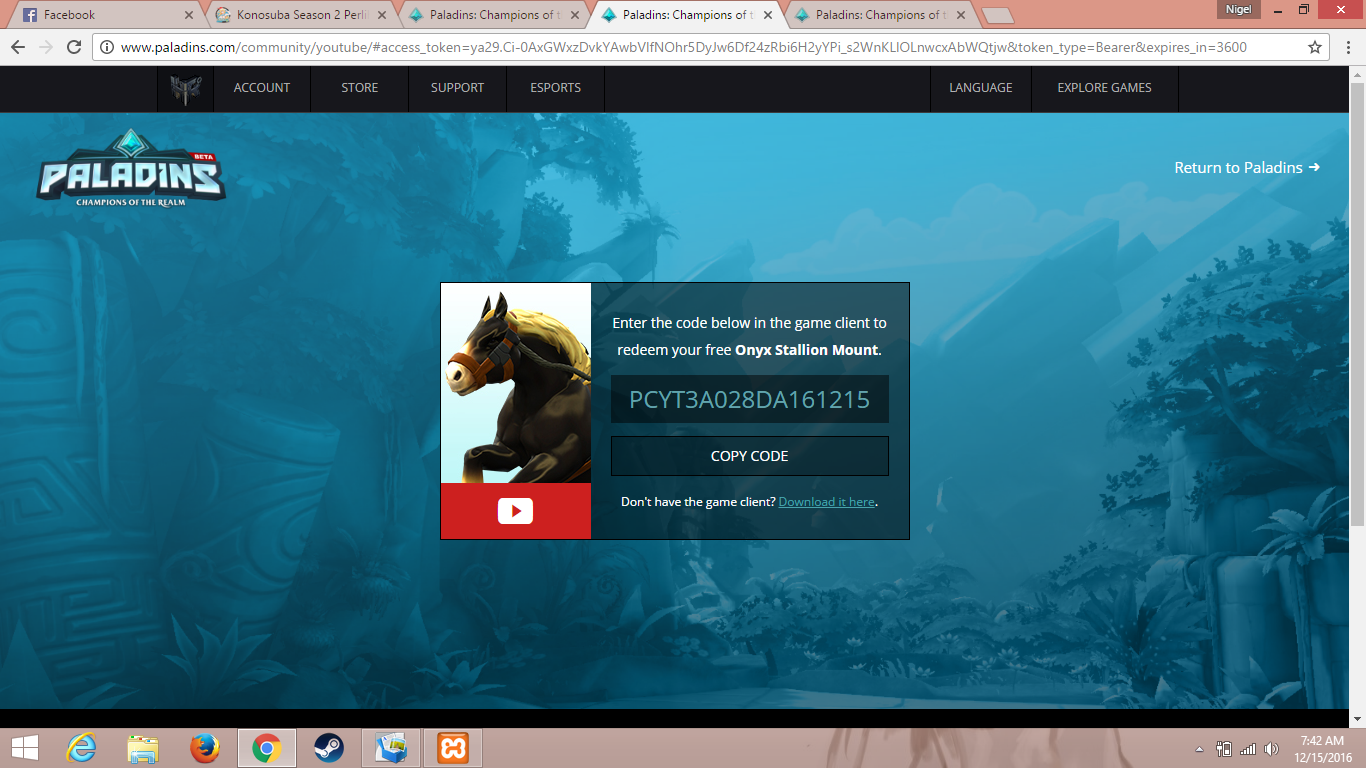 Facebook
Konosuba Season 2 Perli
Paladins: Champions of t
Paladins: Champions of t
Paladins: Champions of t
Nigel
www.paladins.com/community/youtube/#access_token=ya29.Ci-0AxGWxzDvkYAwbVIfNOhr5DyJw6Df24zRbi6H2yYPi_s2WnKLlOLnwcxAbWQtjw&token_type=Bearer&expires_in=3600
ACCOUNT STORE SUPPORT ESPORTS LANGUAGE EXPLORE GAMES
BETA
PALADINS
CHAMPIONS OF THE REALM
Return to Paladins →
Enter the code below in the game client to
redeem your free Onyx Stallion Mount.
PCYT3A028DA161215
COPY CODE
Don't have the game client? Download it here.
7:42 AM
12/15/2016